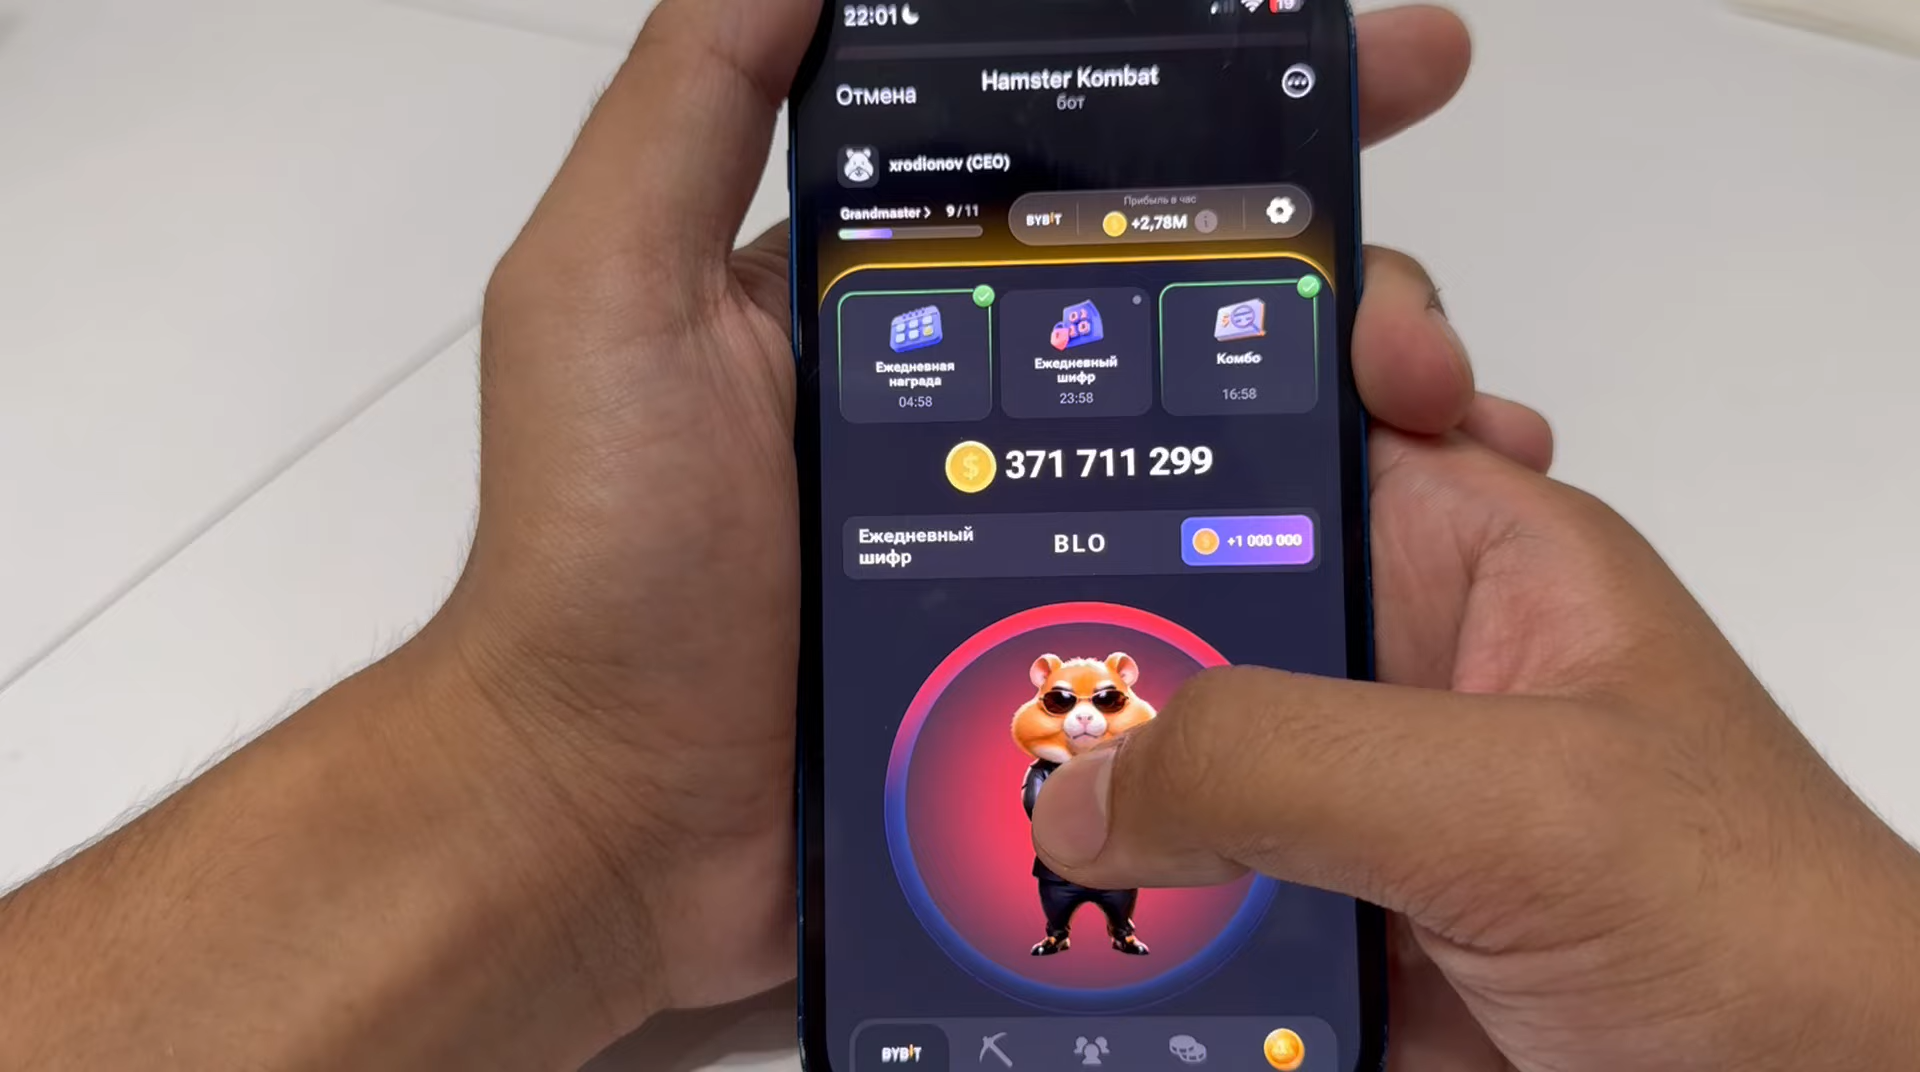 22:01
19
Отмена
Hamster Kombat
бот
xrodionov (CEO)
Grandmaster > 9/11
BYBIT
Прибыль в час
+2,78M
Ежедневная
награда
04:58
Ежедневный
шифр
23:58
Комбо
16:58
371 711 299
Ежедневный
шифр
BLO
+1 000 000
BYBIT